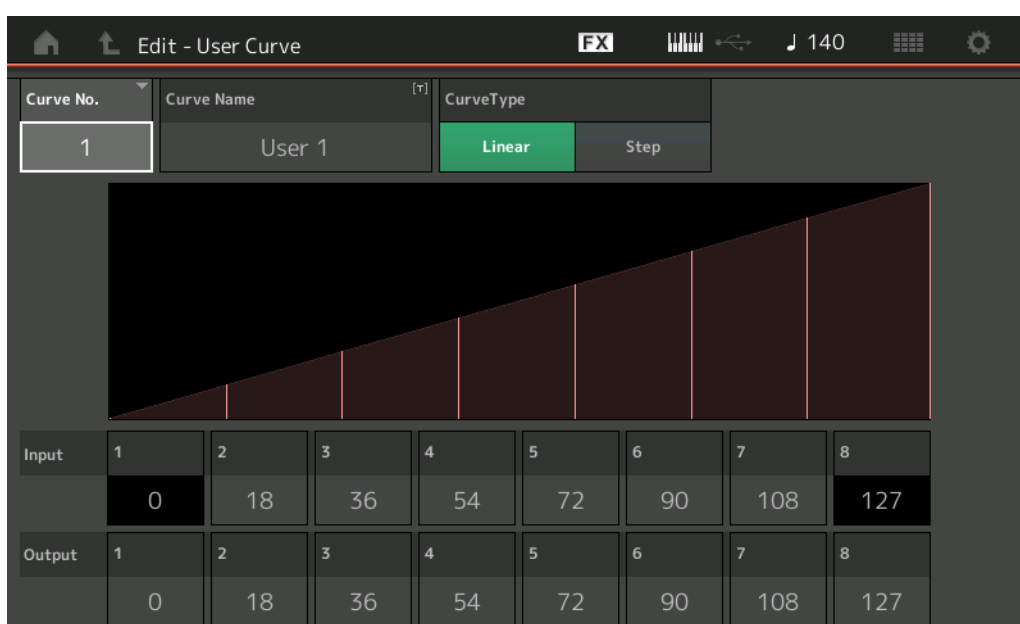 Edit - User Curve FX ♩ 140
Curve No. Curve Name [T] CurveType
1 User 1 Linear Step
Input 1 2 3 4 5 6 7 8
0 18 36 54 72 90 108 127
Output 1 2 3 4 5 6 7 8
0 18 36 54 72 90 108 127